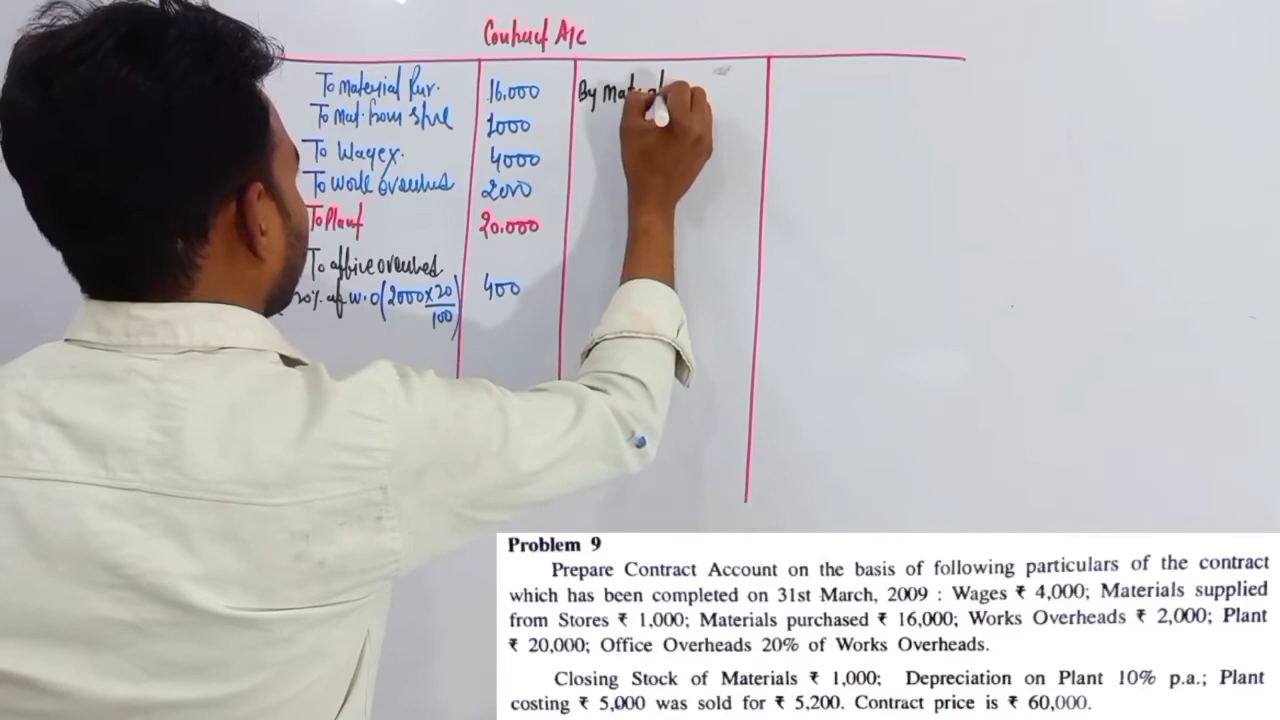 Contract A/c
To Material Pur. 16.000 By Mat
To Mat. from store 1000
To Wages. 4000
To Work overheads 2000
To Plant 20.000
To office overheads
20% of W.O (2000×20/100) 400
Problem 9
Prepare Contract Account on the basis of following particulars of the contract
which has been completed on 31st March, 2009 : Wages ₹ 4,000; Materials supplied
from Stores ₹ 1,000; Materials purchased ₹ 16,000; Works Overheads ₹ 2,000; Plant
₹ 20,000; Office Overheads 20% of Works Overheads.
Closing Stock of Materials ₹ 1,000; Depreciation on Plant 10% p.a.; Plant
costing ₹ 5,000 was sold for ₹ 5,200. Contract price is ₹ 60,000.